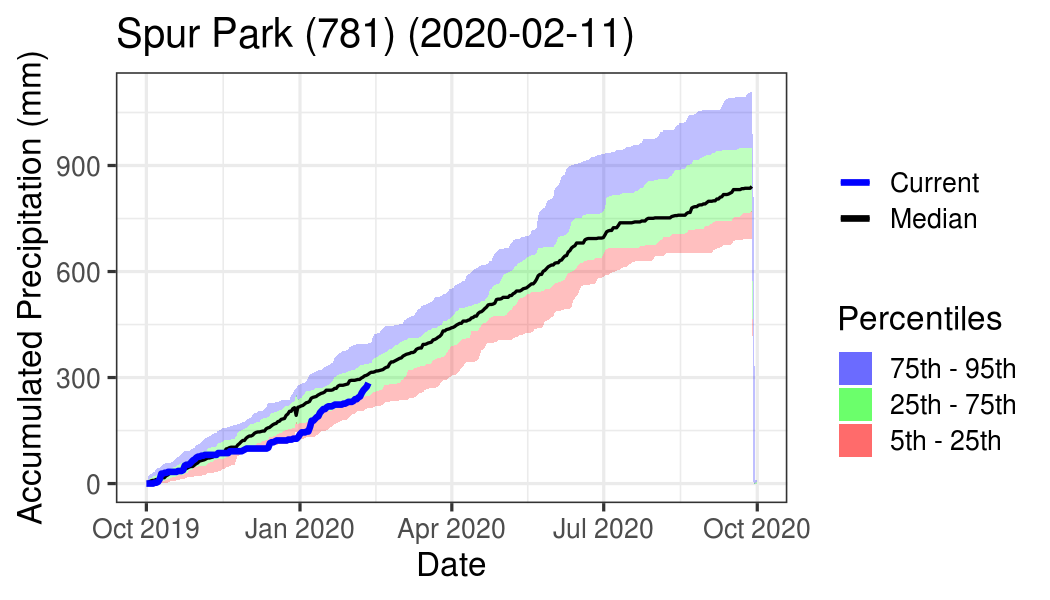 Spur Park (781) (2020-02-11)
Accumulated Precipitation (mm)
900
600
300
0
Oct 2019
Jan 2020
Apr 2020
Jul 2020
Oct 2020
Date
Current
Median
Percentiles
75th - 95th
25th - 75th
5th - 25th